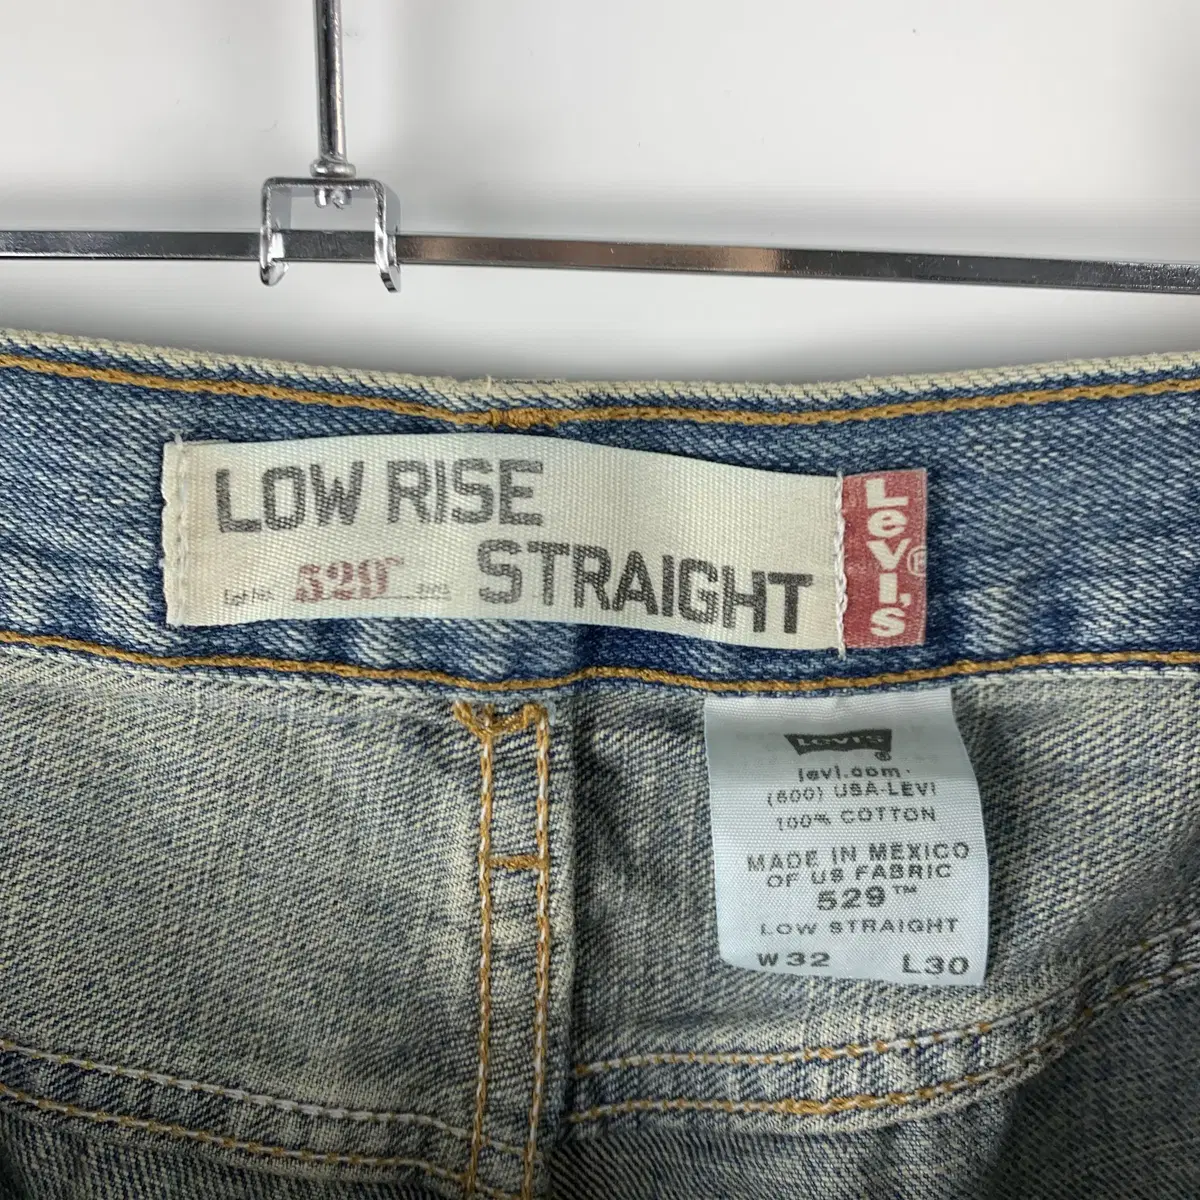 LOW RISE
529™ STRAIGHT
LEVI'S®
LEVI'S®
levi.com
(800) USA-LEVI
100% COTTON
MADE IN MEXICO
OF US FABRIC
529™
LOW STRAIGHT
W32 L30